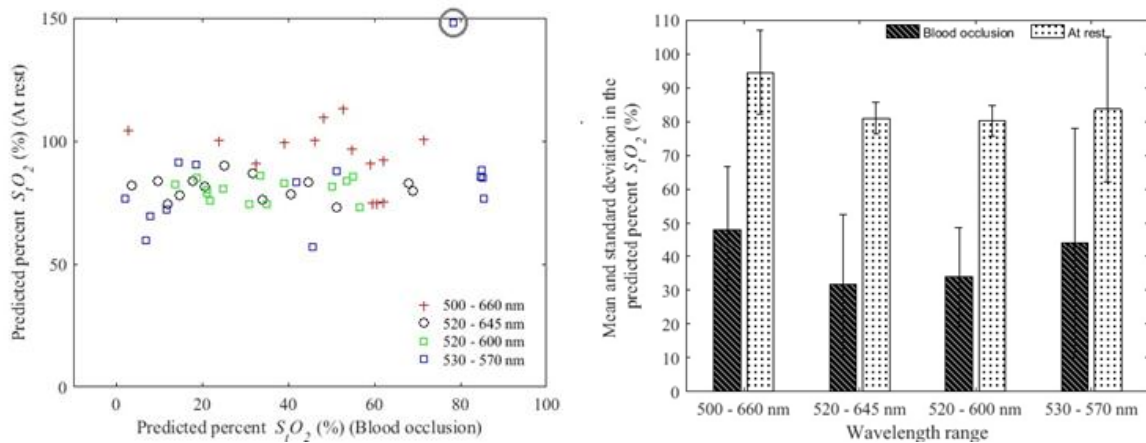 150
100
50
0
0
20
40
60
80
100
Predicted percent StO2 (%) (At rest)
Predicted percent StO2 (%) (Blood occlusion)
500 - 660 nm
520 - 645 nm
520 - 600 nm
530 - 570 nm
110
100
90
80
70
60
50
40
30
20
10
0
Mean and standard deviation in the
predicted percent StO2 (%)
Blood occlusion
At rest
500 - 660 nm
520 - 645 nm
520 - 600 nm
530 - 570 nm
Wavelength range